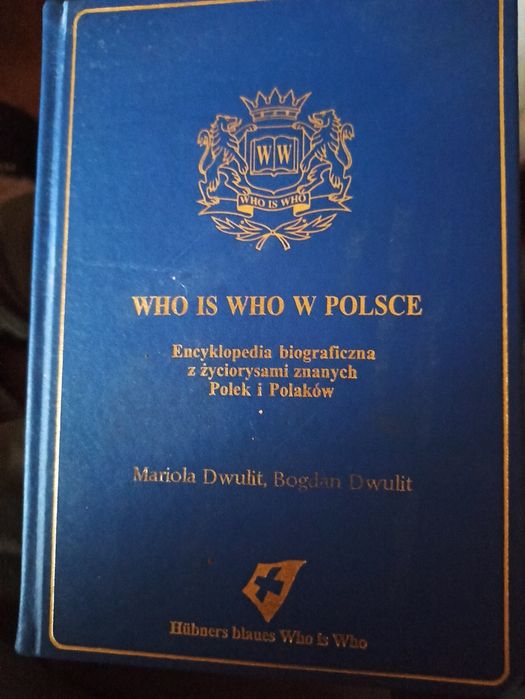 W W
WHO IS WHO
WHO IS WHO W POLSCE
Encyklopedia biograficzna
z życiorysami znanych
Polek i Polaków
Mariola Dwulit, Bogdan Dwulit
Hübners blaues Who is Who